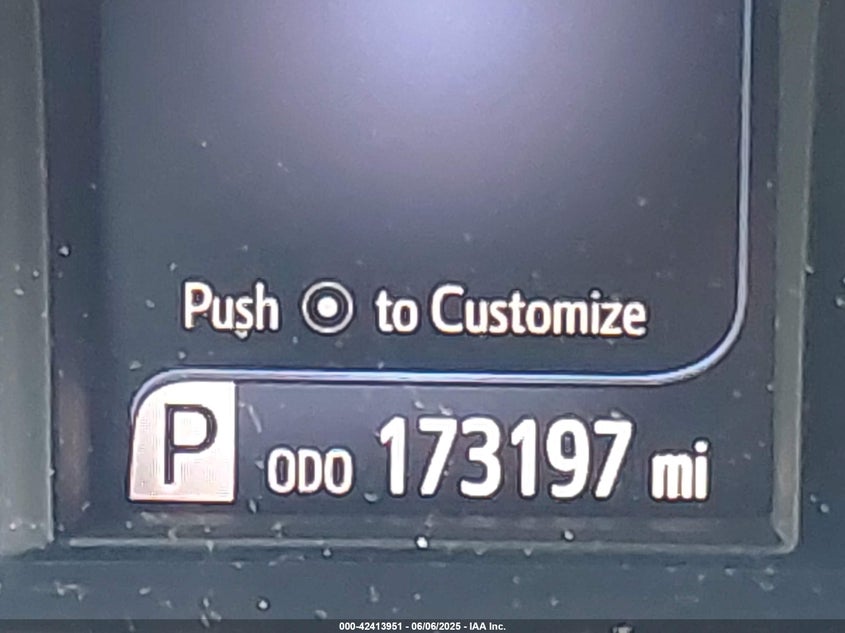 Push to Customize
P ODO 173197 mi
000-42413951 - 06/06/2025 - IAA Inc.